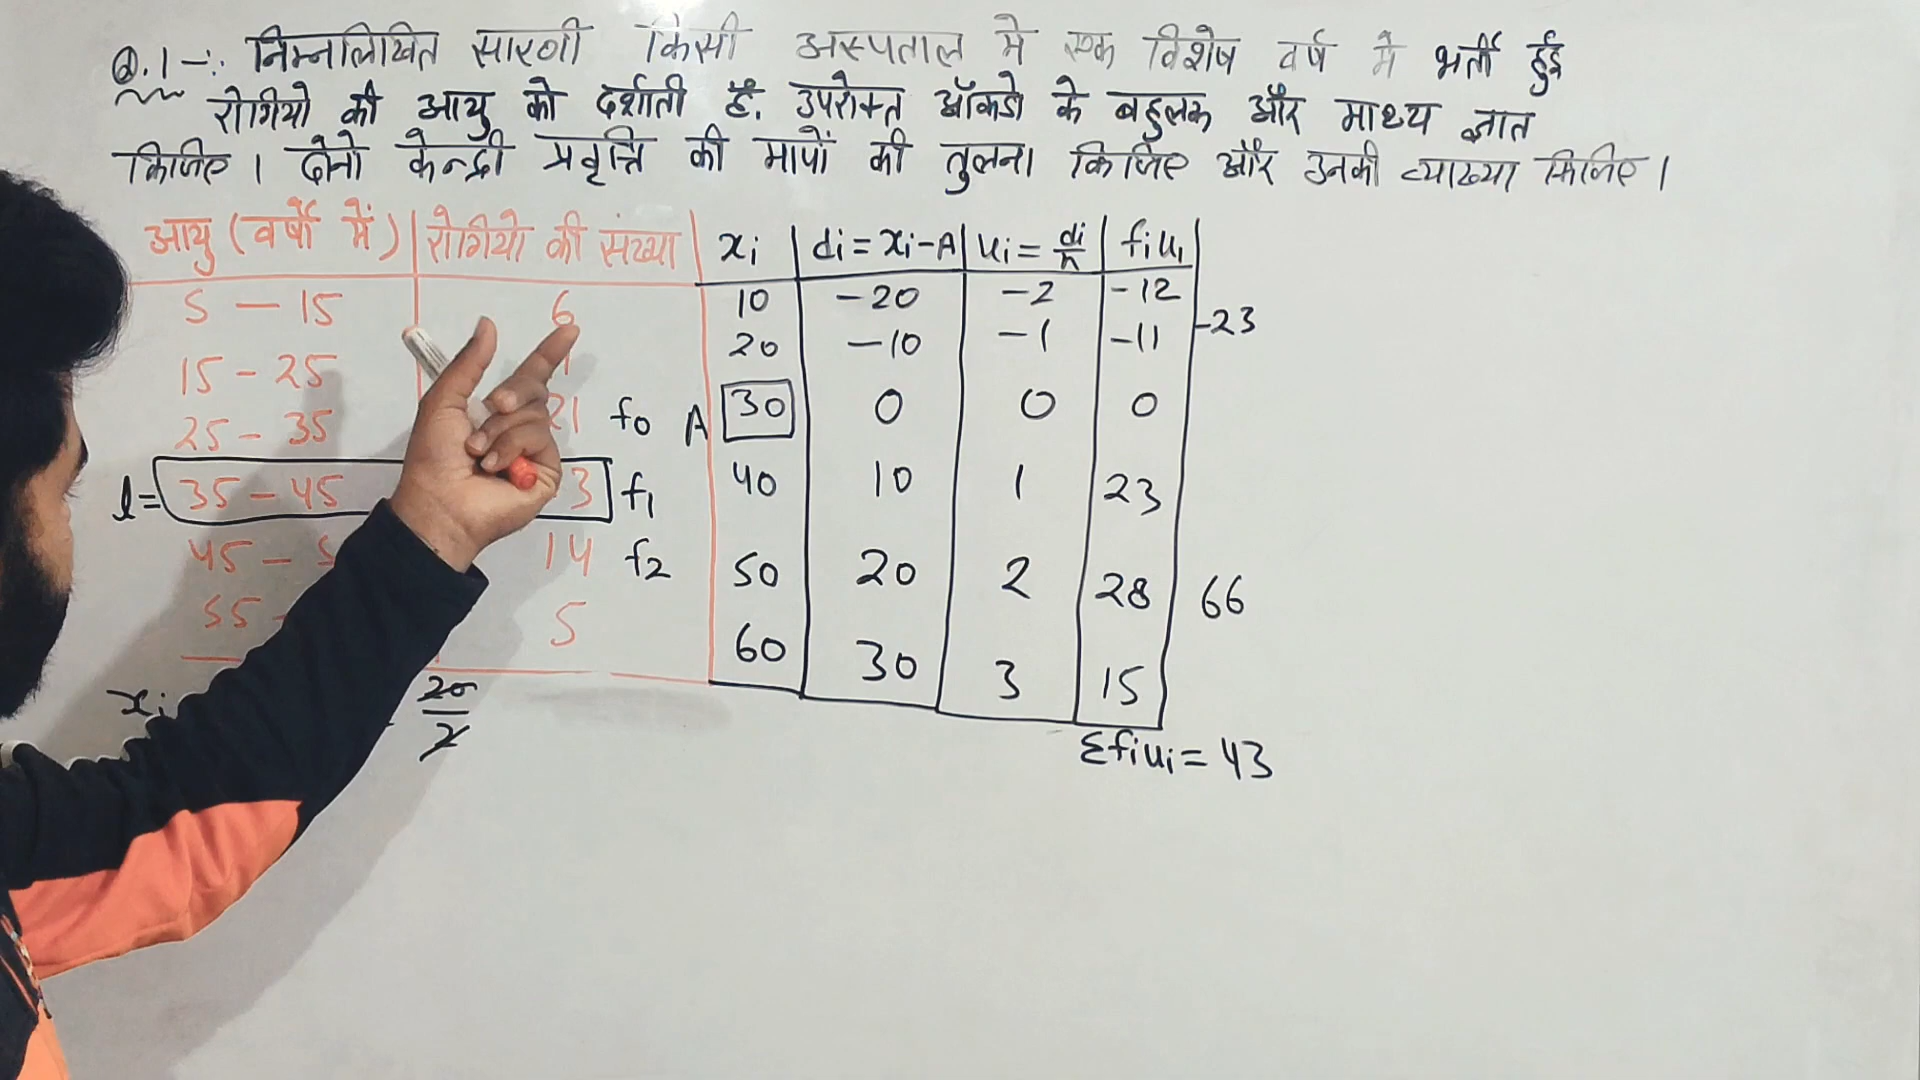 Q.1-: निम्नलिखित सारणी किसी अस्पताल मे एक विशेष वर्ष मे भर्ती हुई
रोगियो की आयु को दर्शाती है. उपरोक्त आँकडो के बहुलक और माध्य ज्ञात
किजिए । दोनो केन्द्री प्रवृत्ति की मापों की तुलना किजिए और उनकी व्याख्या किजिए ।
आयु (वर्षो में) रोगियो की संख्या xi di = xi-A ui = di/h fiui
5 - 15 6 10 -20 -2 -12
15 - 25 20 -10 -1 -11 -23
25 - 35 21 f0 A 30 0 0 0
l= 35 - 45 3 f1 40 10 1 23
45 - 14 f2 50 20 2 28 66
55 - 5 60 30 3 15
xi 20/2
Σfiui = 43